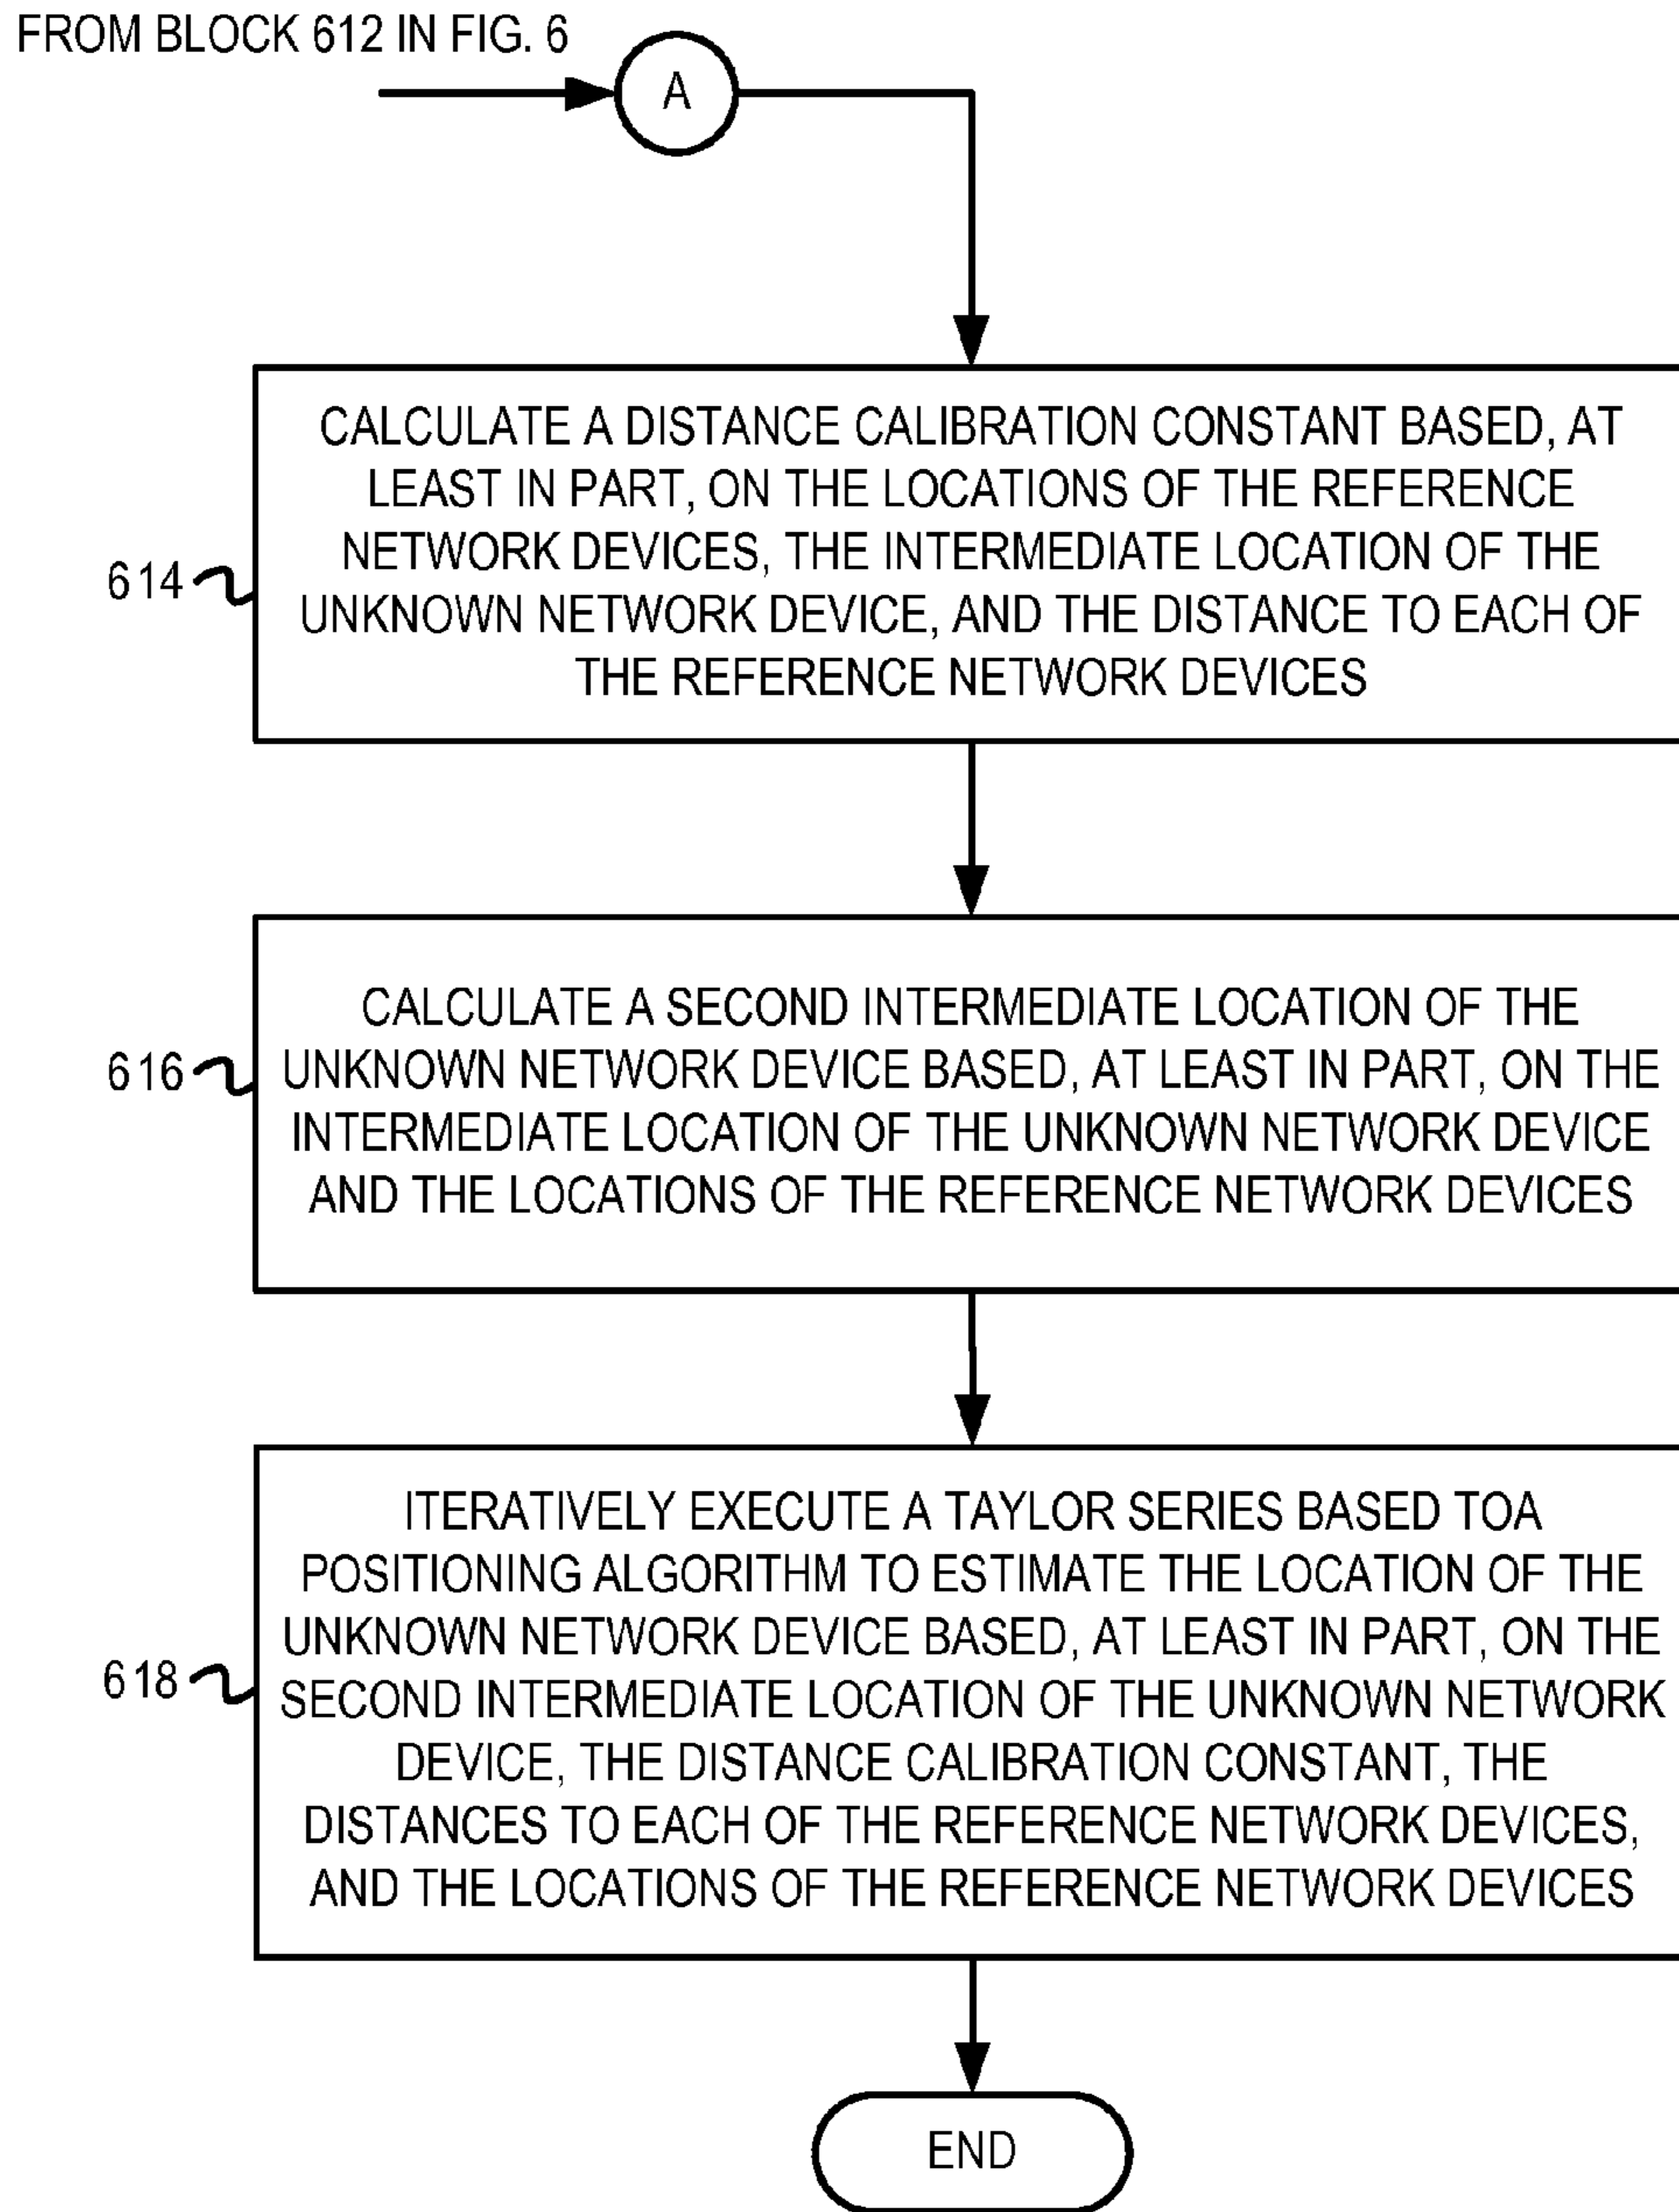 FROM BLOCK 612 IN FIG. 6
A
CALCULATE A DISTANCE CALIBRATION CONSTANT BASED, AT
LEAST IN PART, ON THE LOCATIONS OF THE REFERENCE
NETWORK DEVICES, THE INTERMEDIATE LOCATION OF THE
UNKNOWN NETWORK DEVICE, AND THE DISTANCE TO EACH OF
THE REFERENCE NETWORK DEVICES
614
CALCULATE A SECOND INTERMEDIATE LOCATION OF THE
UNKNOWN NETWORK DEVICE BASED, AT LEAST IN PART, ON THE
INTERMEDIATE LOCATION OF THE UNKNOWN NETWORK DEVICE
AND THE LOCATIONS OF THE REFERENCE NETWORK DEVICES
616
ITERATIVELY EXECUTE A TAYLOR SERIES BASED TOA
POSITIONING ALGORITHM TO ESTIMATE THE LOCATION OF THE
UNKNOWN NETWORK DEVICE BASED, AT LEAST IN PART, ON THE
SECOND INTERMEDIATE LOCATION OF THE UNKNOWN NETWORK
DEVICE, THE DISTANCE CALIBRATION CONSTANT, THE
DISTANCES TO EACH OF THE REFERENCE NETWORK DEVICES,
AND THE LOCATIONS OF THE REFERENCE NETWORK DEVICES
618
END